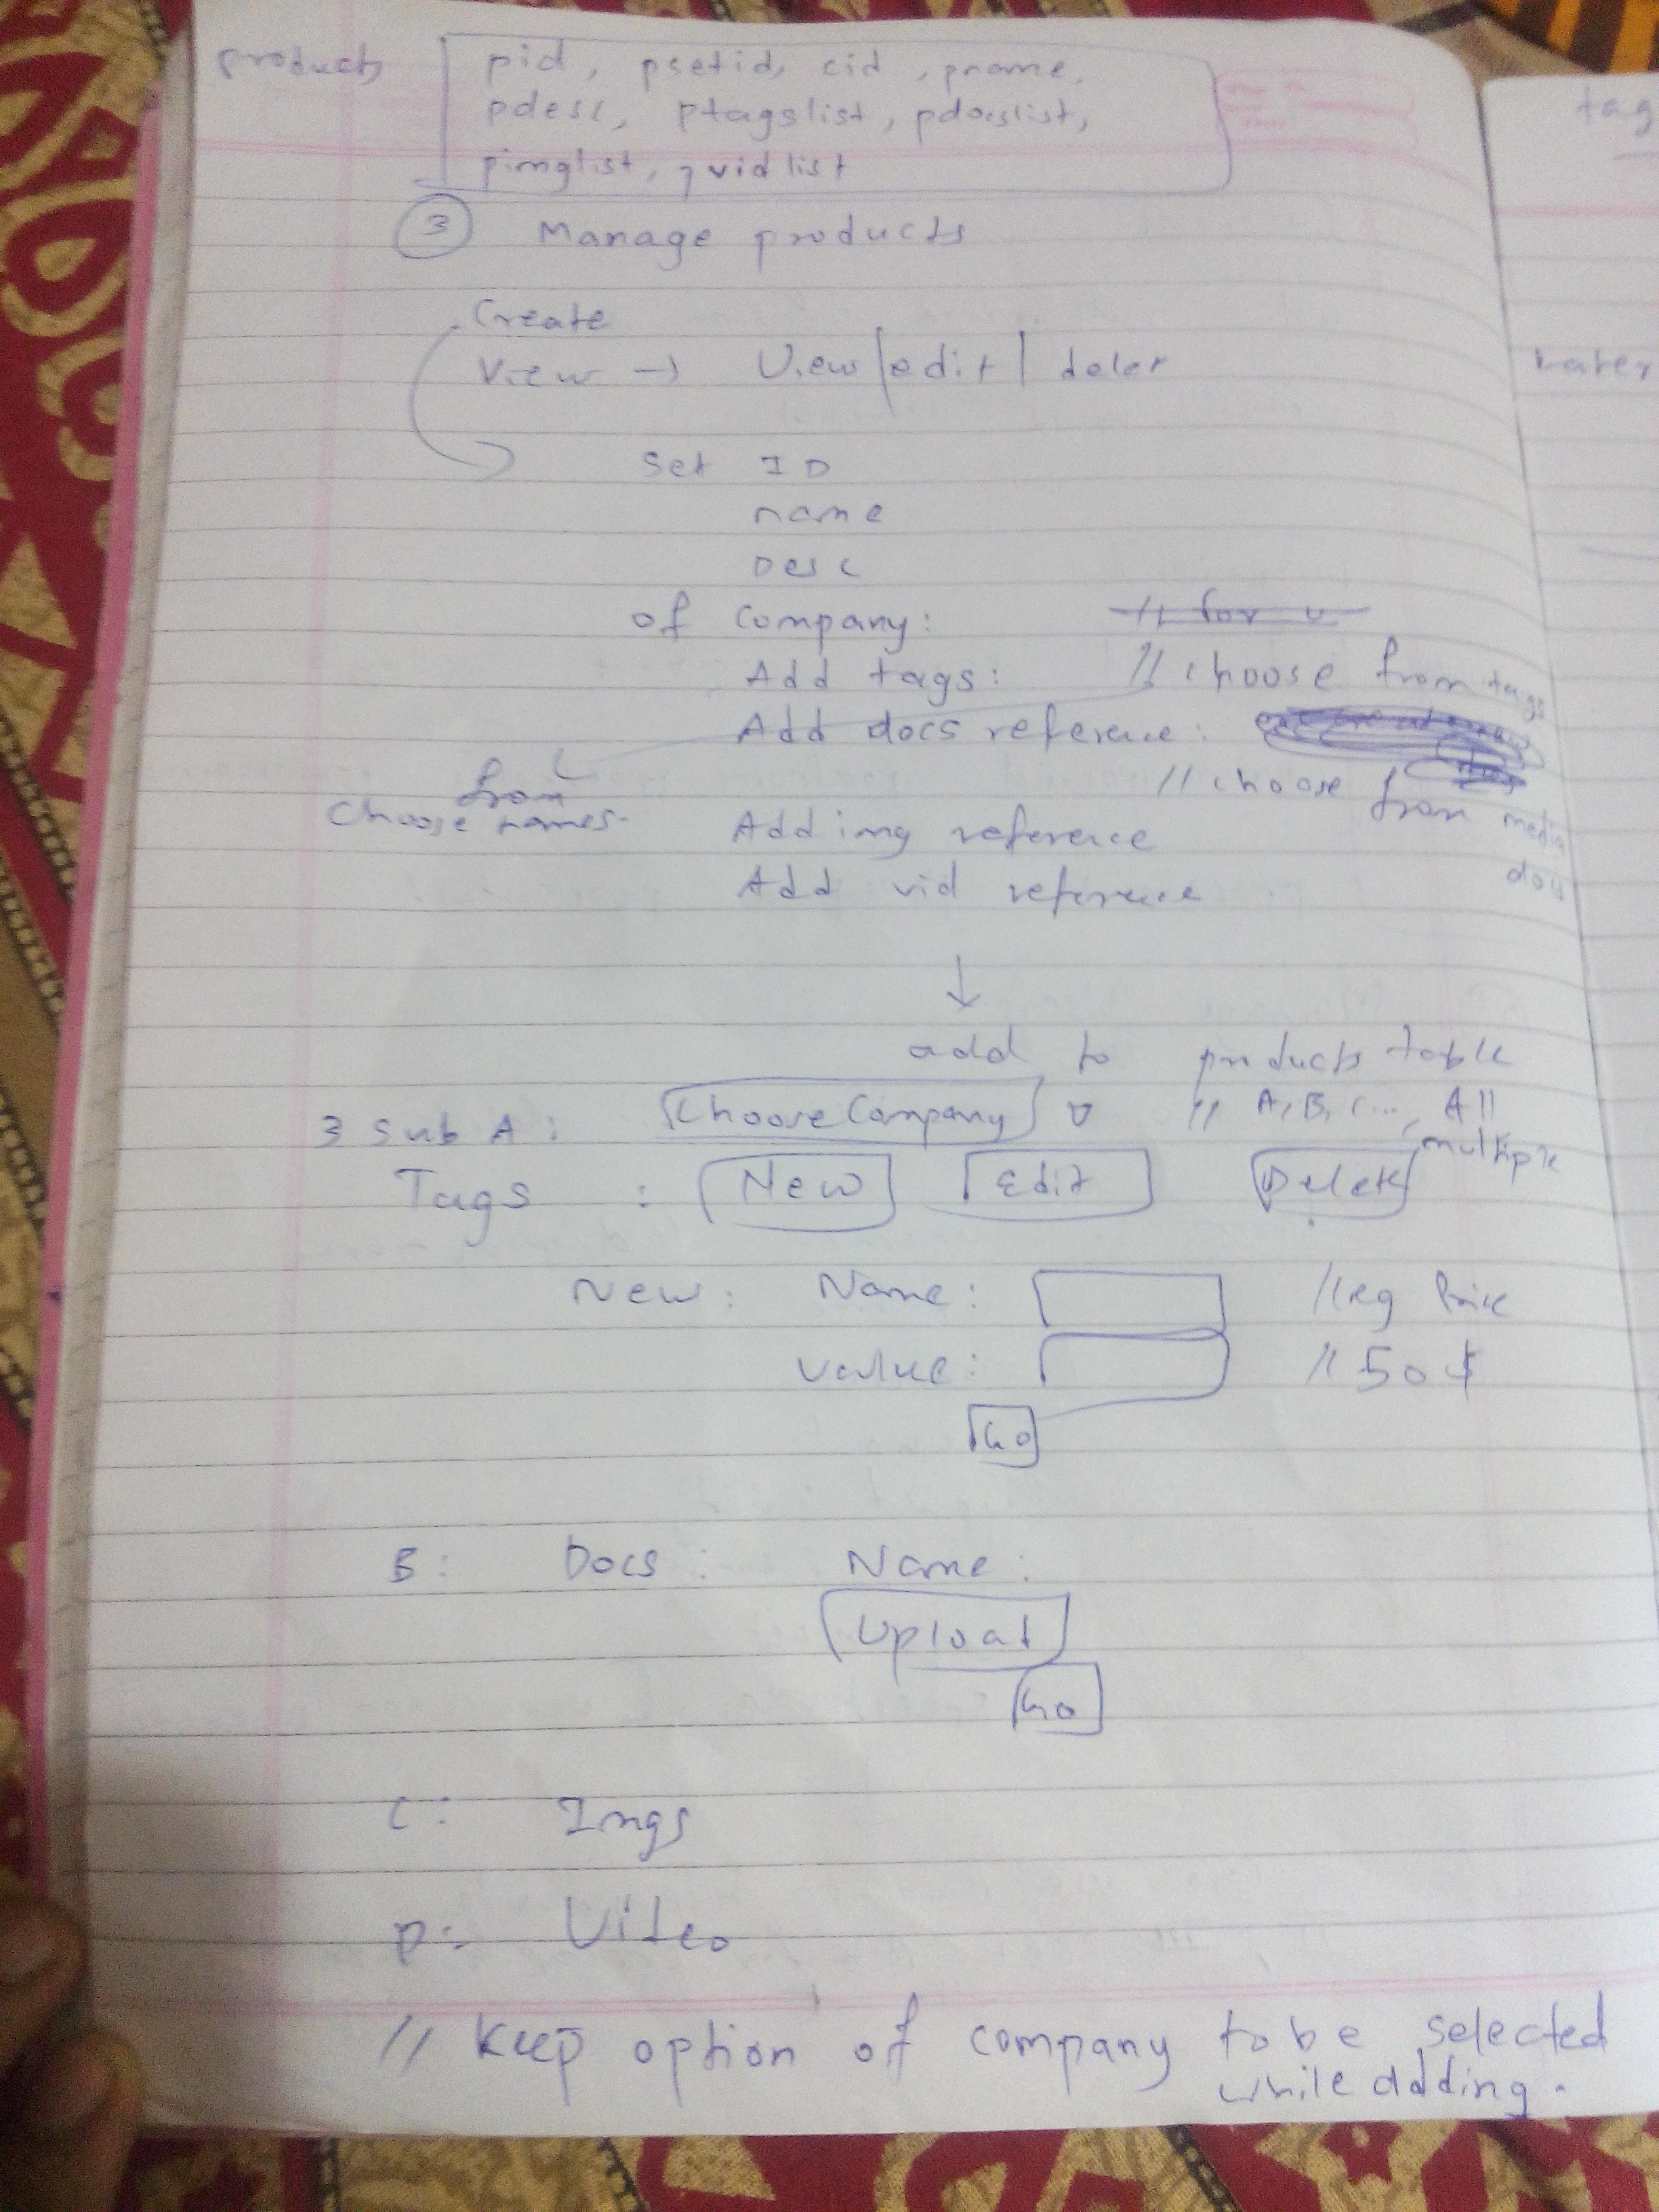 products pid, psetid, cid, pname,
pdesc, ptagslist, pdocslist,
pimglist, pvidlist
3 Manage products
Create
View → View | edit | delet
Set ID
name
Desc
of Company: // for
Add tags: // choose from tags
Add docs reference:
// choose from media docs
from
Choose names.
Add img reference
Add vid reference
↓
add to products table
3 Sub A: Choose Company ▽ // A, B, C..., All
multiple
Tags : New Edit Delete
New: Name: // eg Price
value: // 50 $
Go
B: Docs: Name:
Upload
Go
C: Imgs
D: Video
// Keep option of company to be selected
while adding.
tag